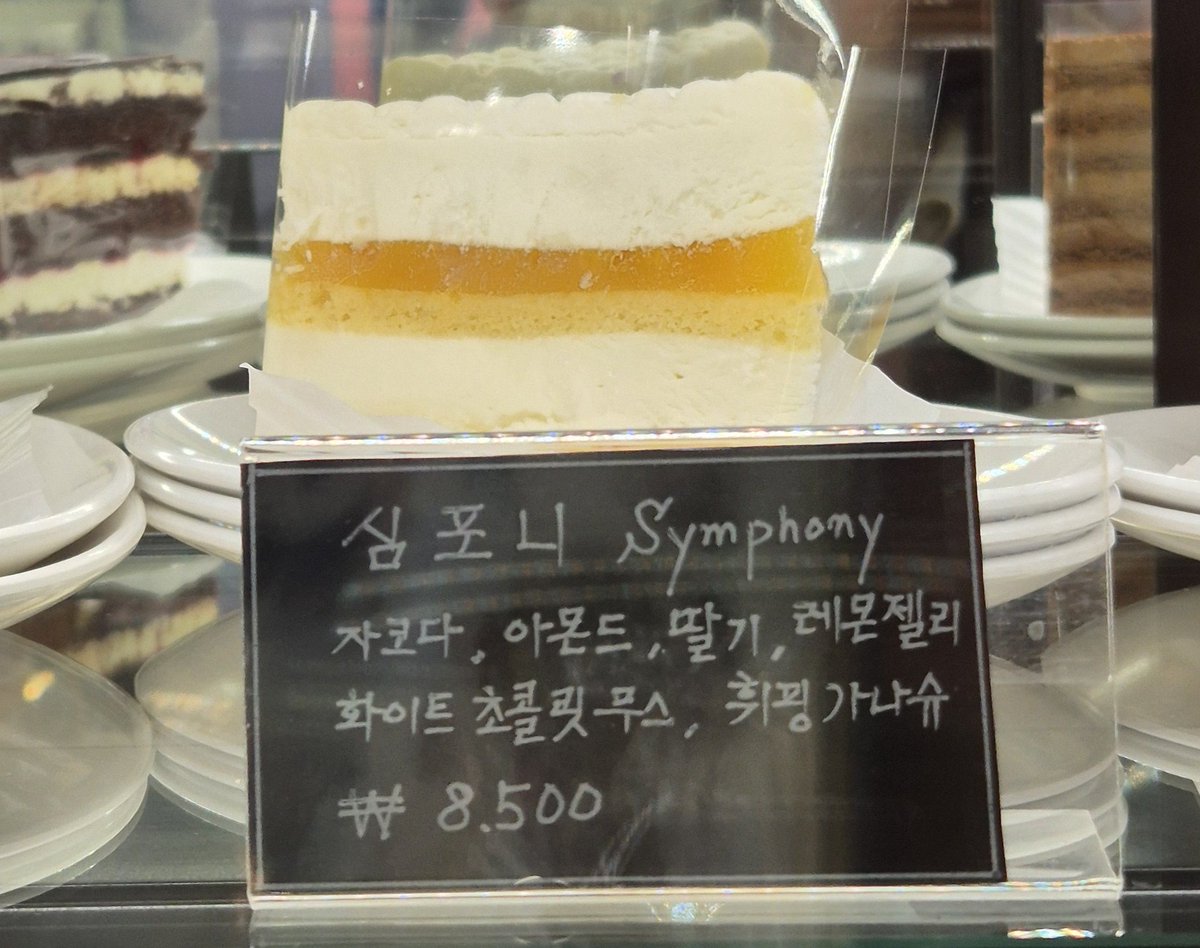 심포니 Symphony
자코다, 아몬드, 딸기, 레몬젤리
화이트 초콜릿무스, 휘핑가나슈
₩ 8.500